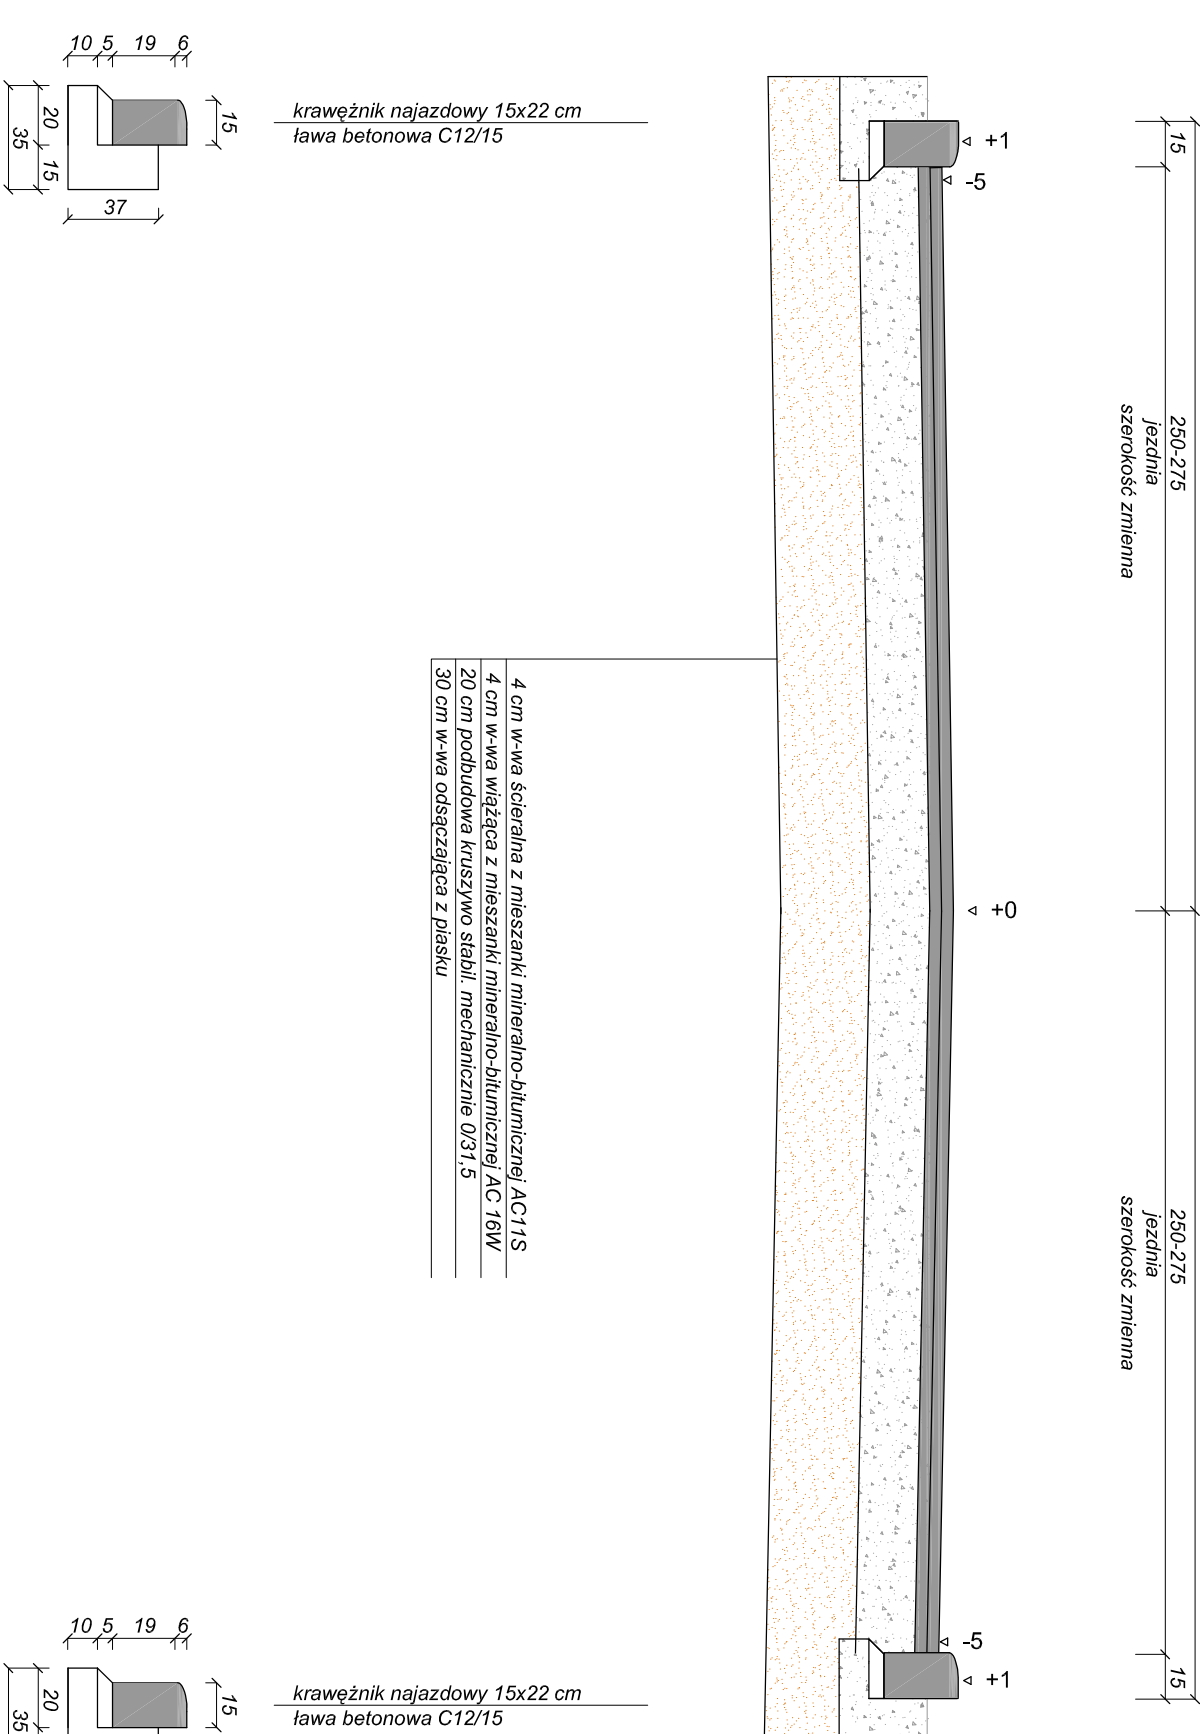 10 5 19 6
20
35
15
15
37
krawężnik najazdowy 15x22 cm
ława betonowa C12/15
+1
-5
15
250-275
jezdnia
szerokość zmienna
4 cm w-wa ścieralna z mieszanki mineralno-bitumicznej AC11S
4 cm w-wa wiążąca z mieszanki mineralno-bitumicznej AC 16W
20 cm podbudowa kruszywo stabil. mechanicznie 0/31,5
30 cm w-wa odsączająca z piasku
+0
250-275
jezdnia
szerokość zmienna
-5
+1
15
10 5 19 6
20
35
15
krawężnik najazdowy 15x22 cm
ława betonowa C12/15